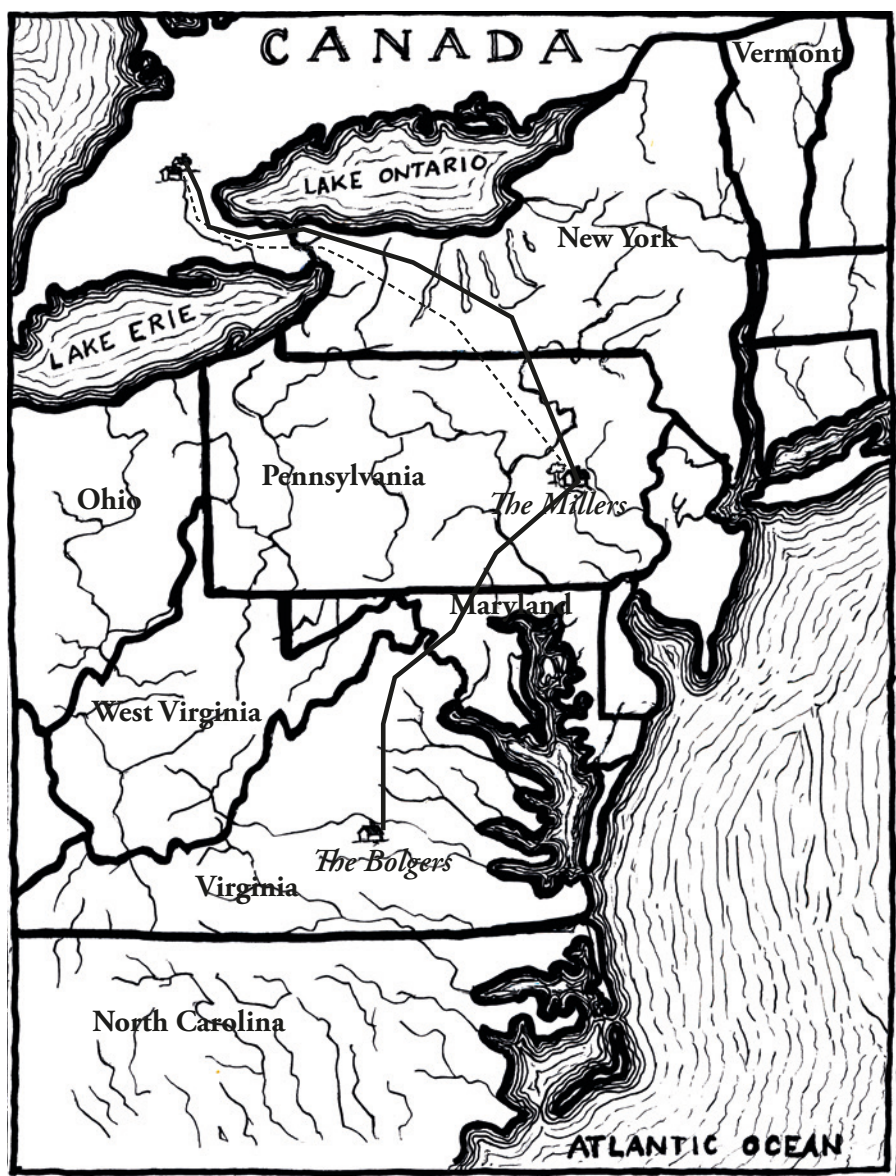 CANADA
Vermont
LAKE ONTARIO
New York
LAKE ERIE
Pennsylvania
Ohio
The Millers
Maryland
West Virginia
The Bolgers
Virginia
North Carolina
ATLANTIC OCEAN